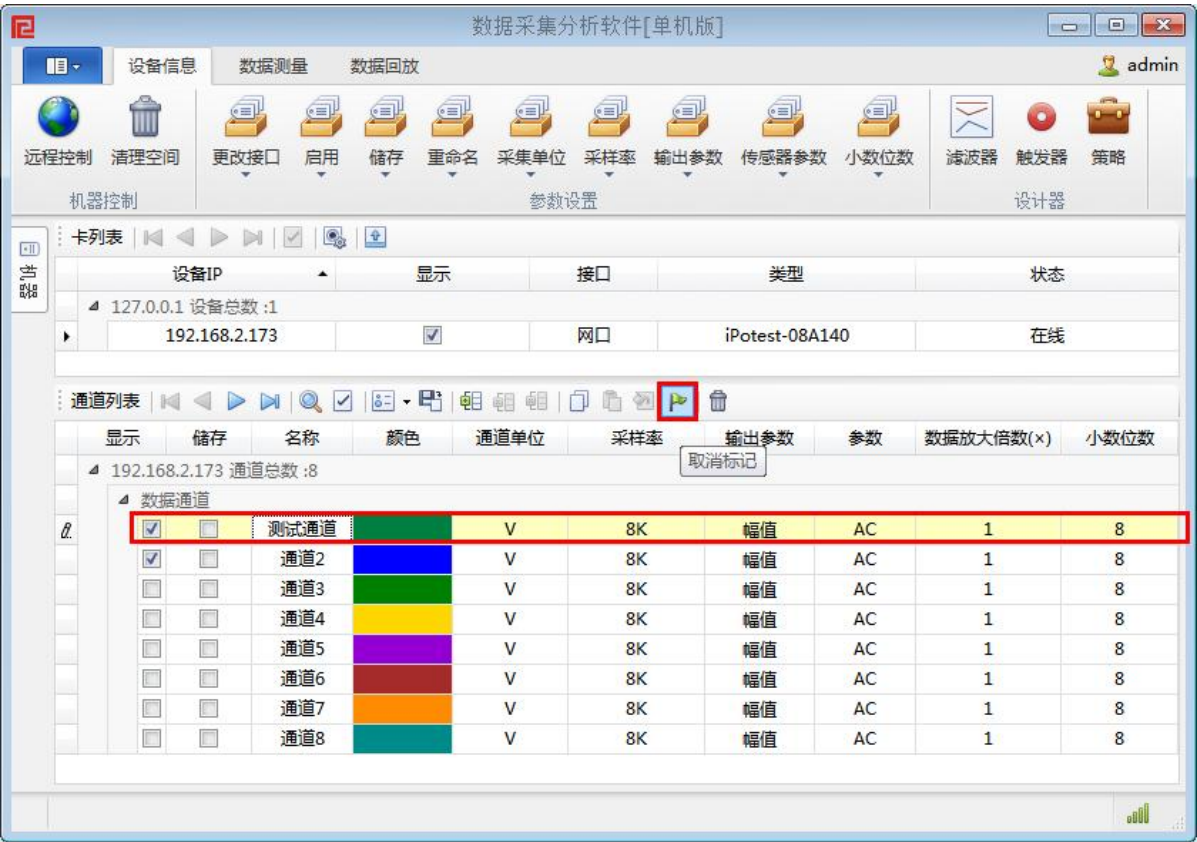 数据采集分析软件[单机版]
设备信息 数据测量 数据回放 admin
远程控制 清理空间 更改接口 启用 储存 重命名 采集单位 采样率 输出参数 传感器参数 小数位数 滤波器 触发器 策略
机器控制 参数设置 设计器
机器
卡列表
设备IP 显示 接口 类型 状态
127.0.0.1 设备总数 :1
192.168.2.173 网口 iPotest-08A140 在线
通道列表
显示 储存 名称 颜色 通道单位 采样率 输出参数 参数 数据放大倍数(×) 小数位数
取消标记
192.168.2.173 通道总数 :8
数据通道
测试通道 V 8K 幅值 AC 1 8
通道2 V 8K 幅值 AC 1 8
通道3 V 8K 幅值 AC 1 8
通道4 V 8K 幅值 AC 1 8
通道5 V 8K 幅值 AC 1 8
通道6 V 8K 幅值 AC 1 8
通道7 V 8K 幅值 AC 1 8
通道8 V 8K 幅值 AC 1 8